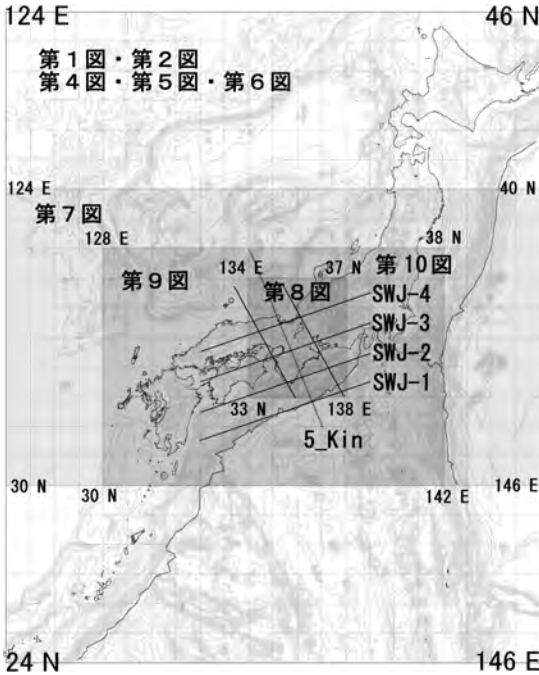 124 E
46 N
第1図・第2図
第4図・第5図・第6図
124 E
40 N
第7図
128 E
38 N
134 E
37 N
第10図
第9図
第8図
SWJ-4
SWJ-3
SWJ-2
SWJ-1
33 N
138 E
5_Kin
30 N
30 N
142 E
146 E
24 N
146 E